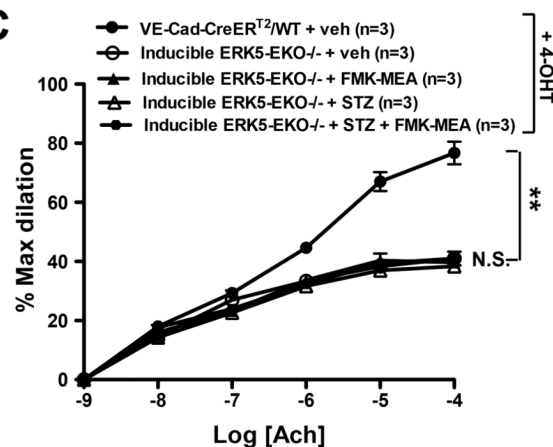 C
VE-Cad-CreERT2/WT + veh (n=3)
Inducible ERK5-EKO-/- + veh (n=3)
Inducible ERK5-EKO-/- + FMK-MEA (n=3)
Inducible ERK5-EKO-/- + STZ (n=3)
Inducible ERK5-EKO-/- + STZ + FMK-MEA (n=3)
+ 4-OHT
% Max dilation
100
80
60
40
20
0
**
N.S.
-9 -8 -7 -6 -5 -4
Log [Ach]